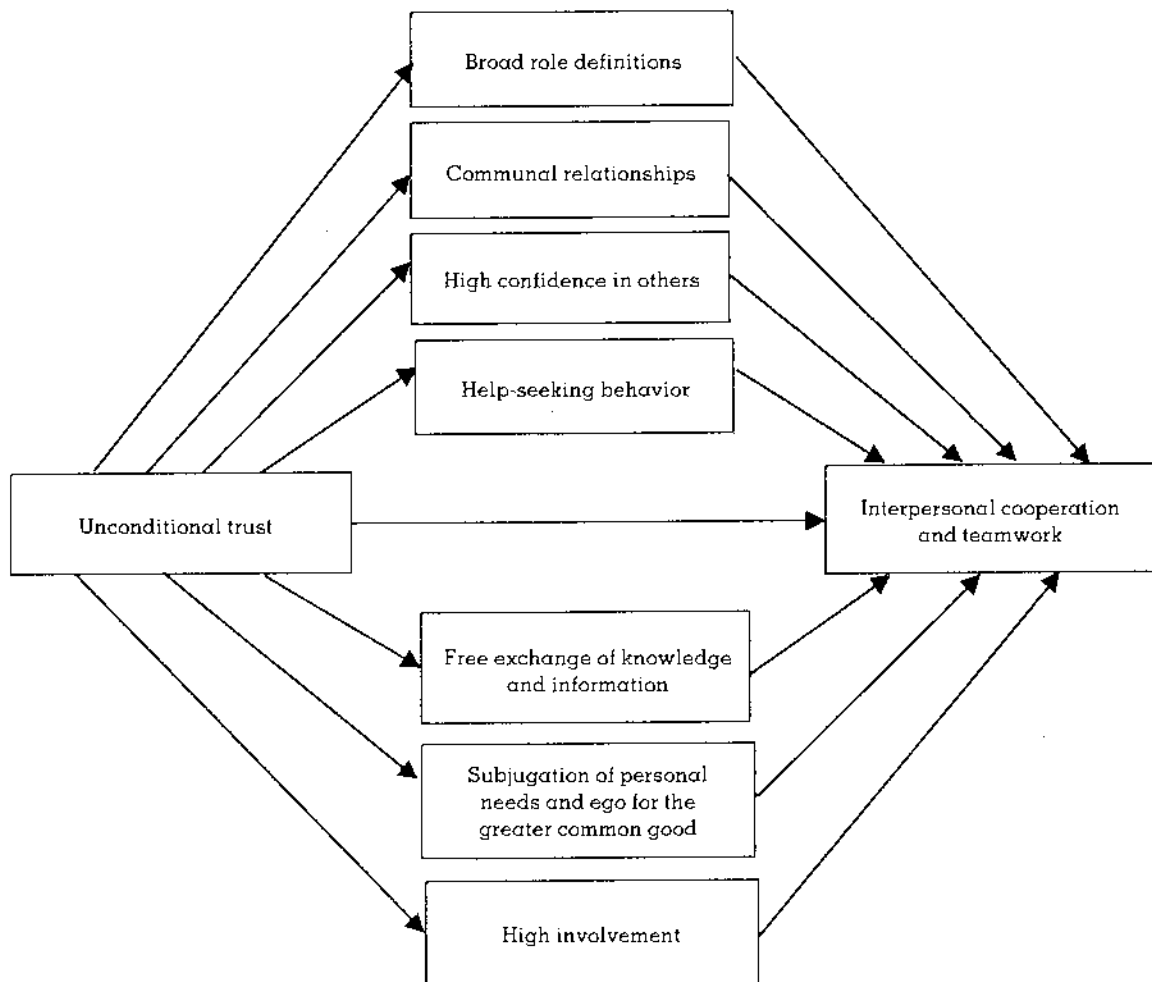 Broad role definitions
Communal relationships
High confidence in others
Help-seeking behavior
Unconditional trust
Interpersonal cooperation
and teamwork
Free exchange of knowledge
and information
Subjugation of personal
needs and ego for the
greater common good
High involvement